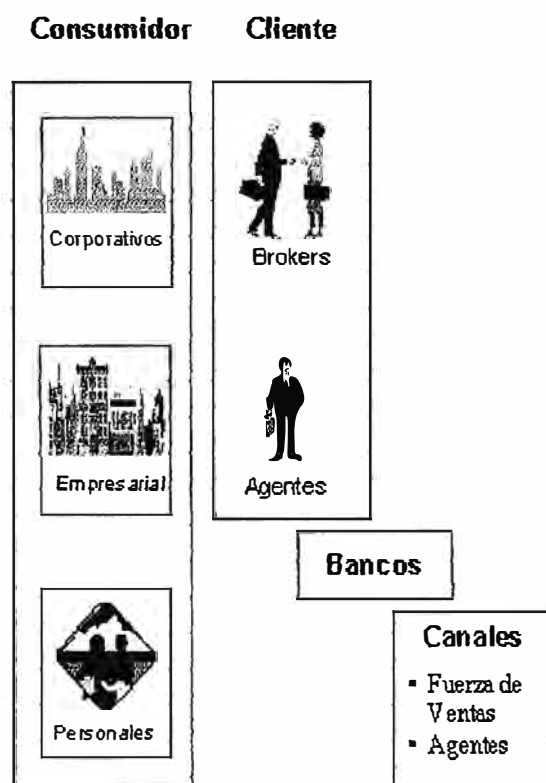 Consumidor
Cliente
Corporativos
Brokers
Empresarial
Agentes
Bancos
Personales
Canales
▪ Fuerza de
Ventas
▪ Agentes